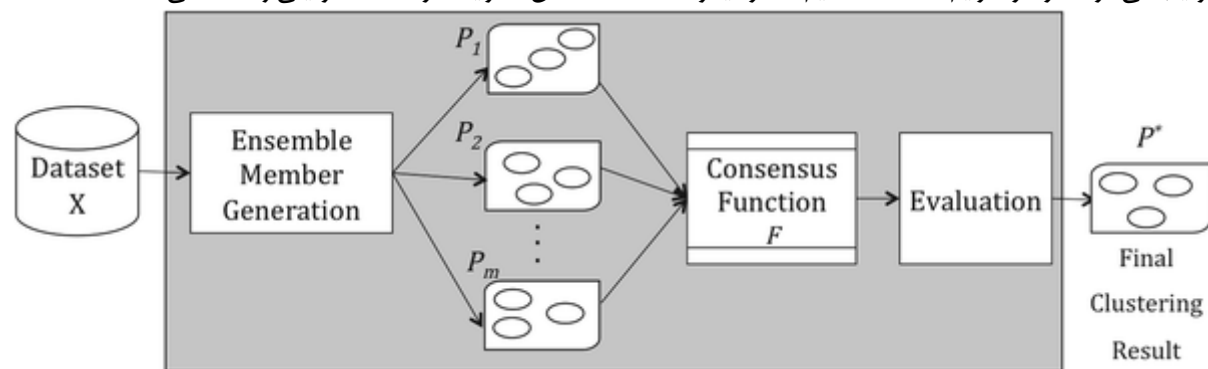 P1
Dataset
X
Ensemble
Member
Generation
P2
⋮
Pm
Consensus
Function
F
Evaluation
P*
Final
Clustering
Result